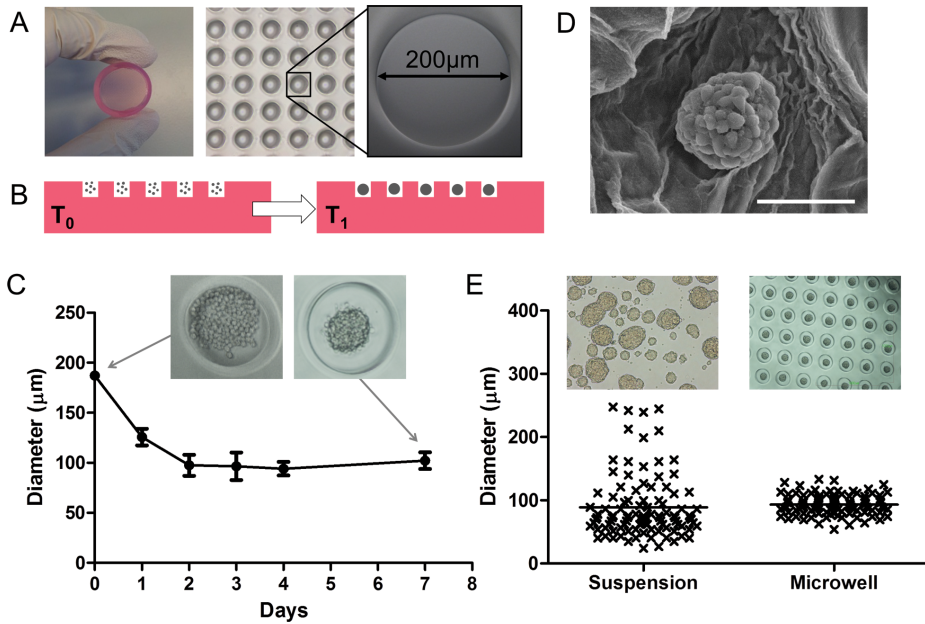 A
200μm
B
T0
T1
C
Diameter (μm)
250
200
150
100
50
0
0 1 2 3 4 5 6 7 8
Days
D
E
Diameter (μm)
400
300
200
100
0
Suspension Microwell